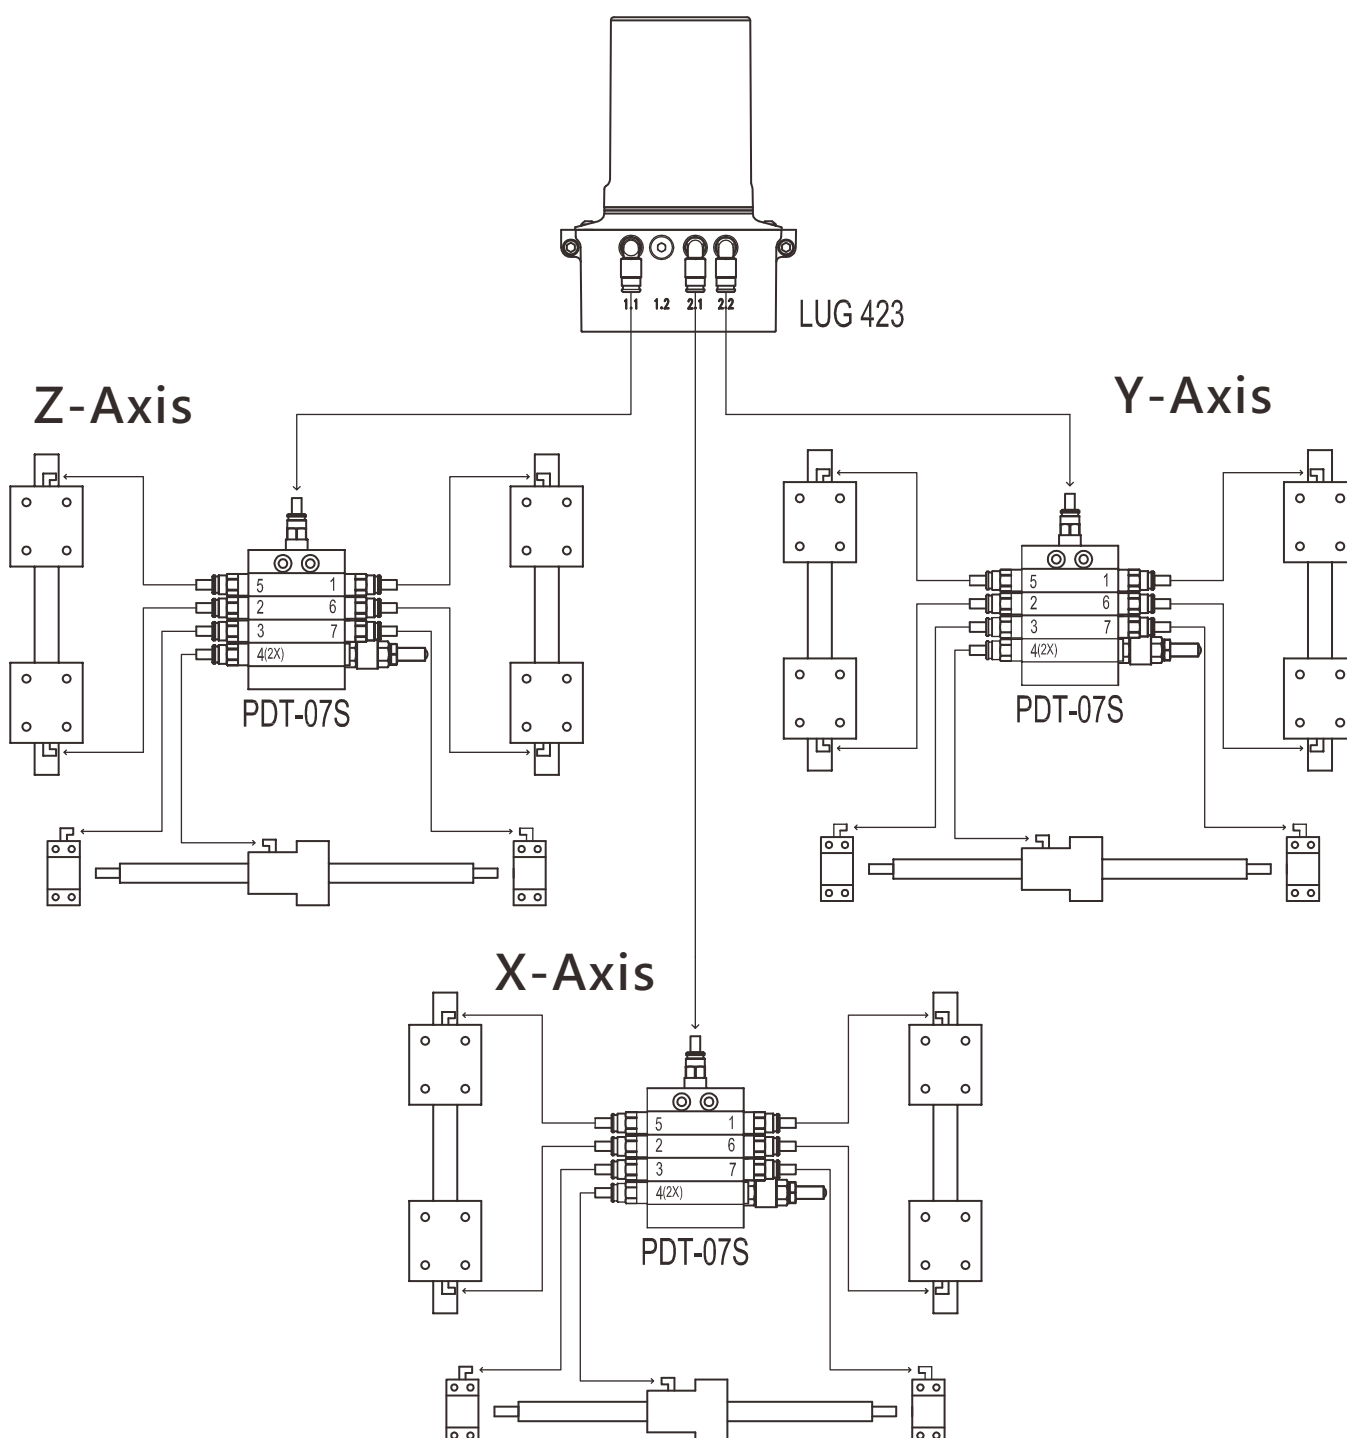 1.1 1.2 2.1 2.2
LUG 423
Z-Axis
Y-Axis
5 1
2 6
3 7
4(2X)
PDT-07S
5 1
2 6
3 7
4(2X)
PDT-07S
X-Axis
5 1
2 6
3 7
4(2X)
PDT-07S